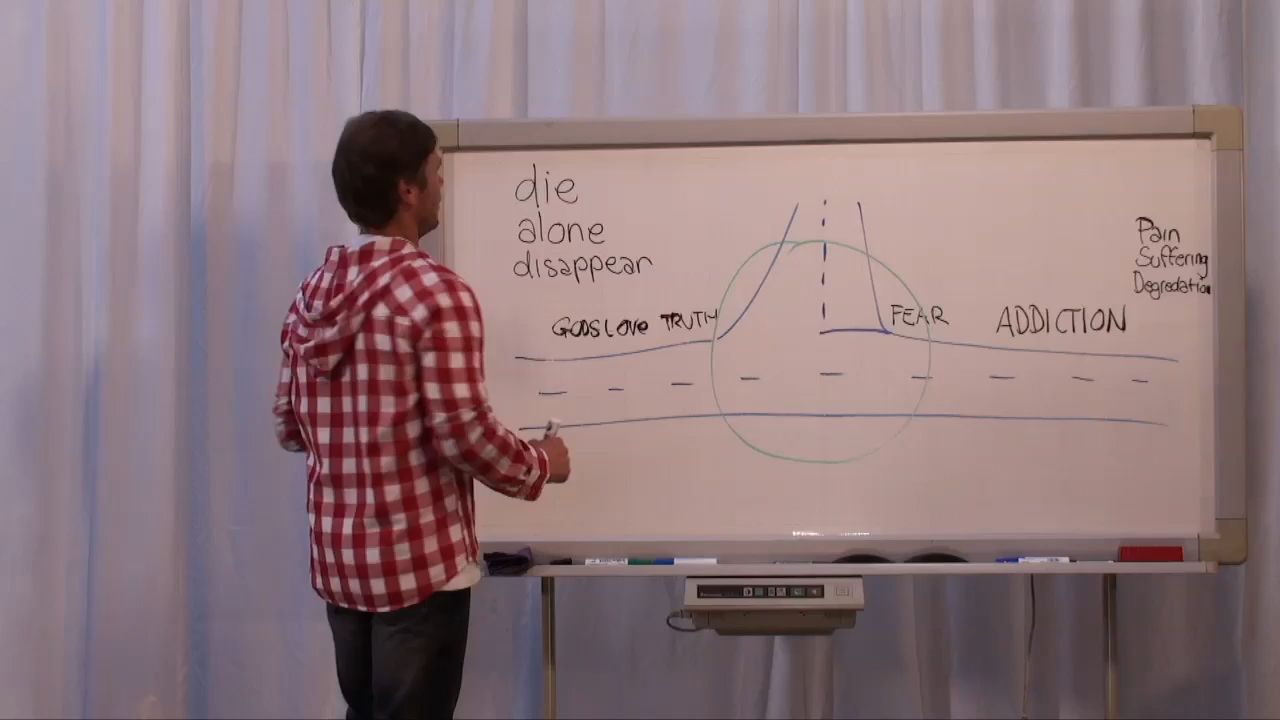 die
alone
disappear
Pain
Suffering
Degradation
GODS LOVE TRUTH
FEAR
ADDICTION